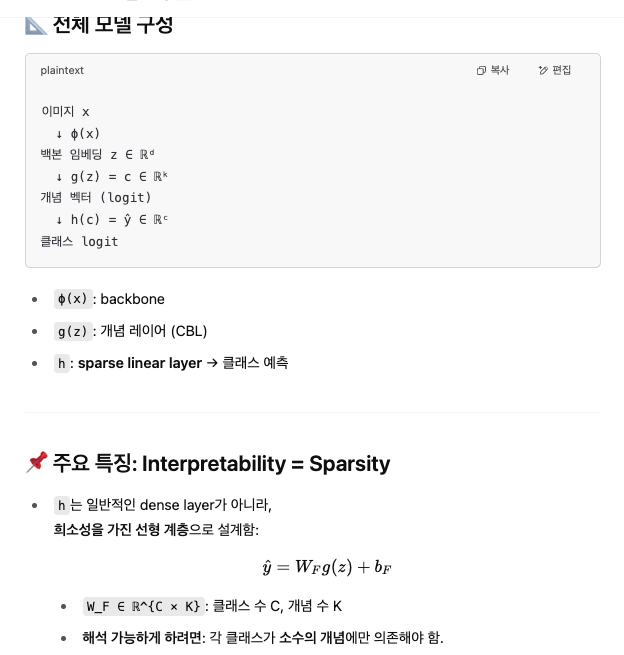 📐 전체 모델 구성
plaintext 복사 편집
이미지 x
↓ ϕ(x)
백본 임베딩 z ∈ ℝᵈ
↓ g(z) = c ∈ ℝᵏ
개념 벡터 (logit)
↓ h(c) = ŷ ∈ ℝᶜ
클래스 logit
• ϕ(x) : backbone
• g(z) : 개념 레이어 (CBL)
• h : sparse linear layer → 클래스 예측
📌 주요 특징: Interpretability = Sparsity
• h 는 일반적인 dense layer가 아니라,
희소성을 가진 선형 계층으로 설계함:
ŷ = W_F g(z) + b_F
• W_F ∈ ℝ^{C × K} : 클래스 수 C, 개념 수 K
• 해석 가능하게 하려면: 각 클래스가 소수의 개념에만 의존해야 함.